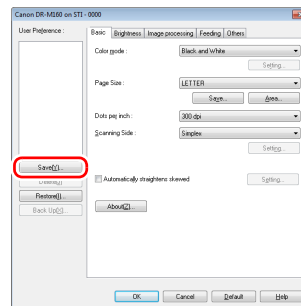 Canon DR-M160 on STI - 0000
User Preference :
Basic Brightness Image processing Feeding Others
Color mode : Black and White
Setting...
Page Size : LETTER
Save... Area...
Dots per inch : 300 dpi
Scanning Side : Simplex
Setting...
Save(Y)...
Delete(J)
Automatically straightens skewed Setting...
Restore(I)...
Back Up(K)...
About(Z)...
OK Cancel Default Help